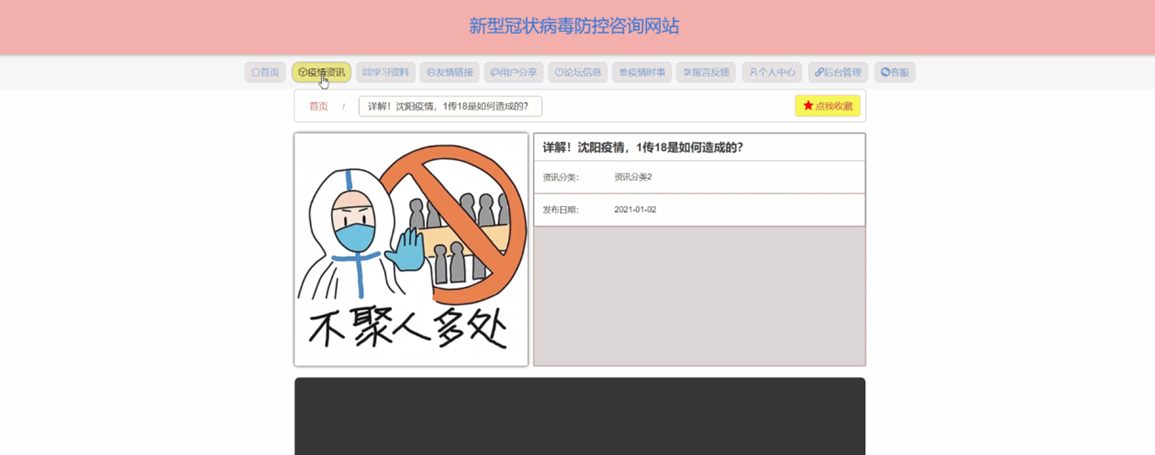 新型冠状病毒防控咨询网站
首页 疫情资讯 学习资料 友情链接 用户分享 论坛信息 疫情时事 留言反馈 个人中心 后台管理 客服
首页 / 详解！沈阳疫情，1传18是如何造成的？ 点我收藏
详解！沈阳疫情，1传18是如何造成的？
资讯分类： 资讯分类2
发布日期： 2021-01-02
不聚人多处